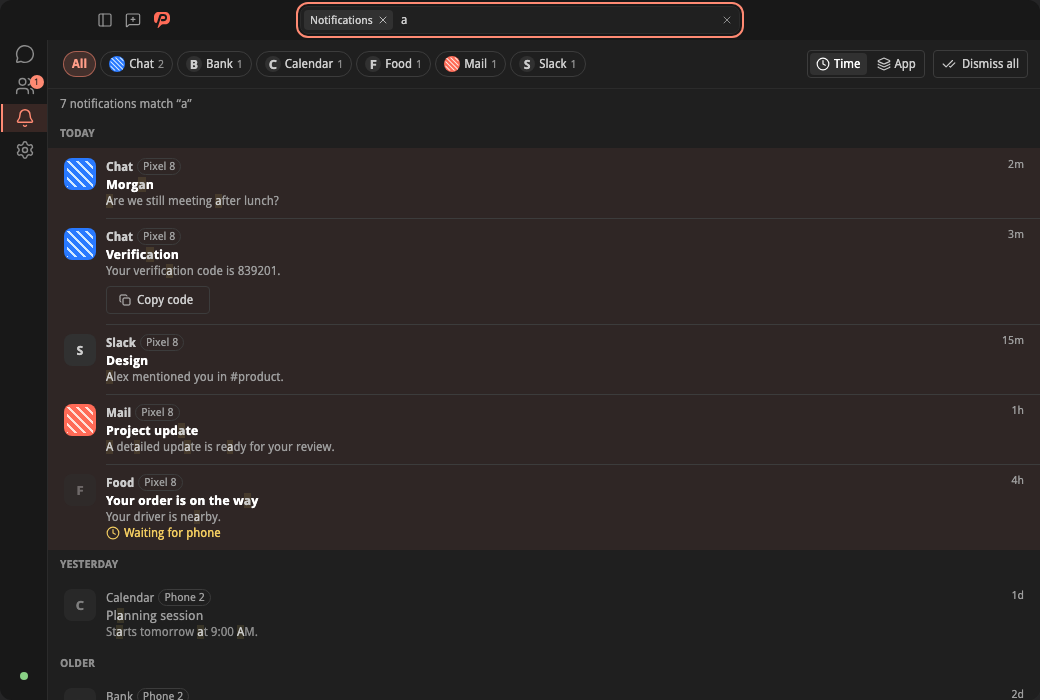 Notifications × a ×
1
All Chat 2 B Bank 1 C Calendar 1 F Food 1 Mail 1 S Slack 1 Time App Dismiss all
7 notifications match “a”
TODAY
Chat Pixel 8 2m
Morgan
Are we still meeting after lunch?
Chat Pixel 8 3m
Verification
Your verification code is 839201.
Copy code
S Slack Pixel 8 15m
Design
Alex mentioned you in #product.
Mail Pixel 8 1h
Project update
A detailed update is ready for your review.
F Food Pixel 8 4h
Your order is on the way
Your driver is nearby.
Waiting for phone
YESTERDAY
C Calendar Phone 2 1d
Planning session
Starts tomorrow at 9:00 AM.
OLDER
Bank Phone 2 2d